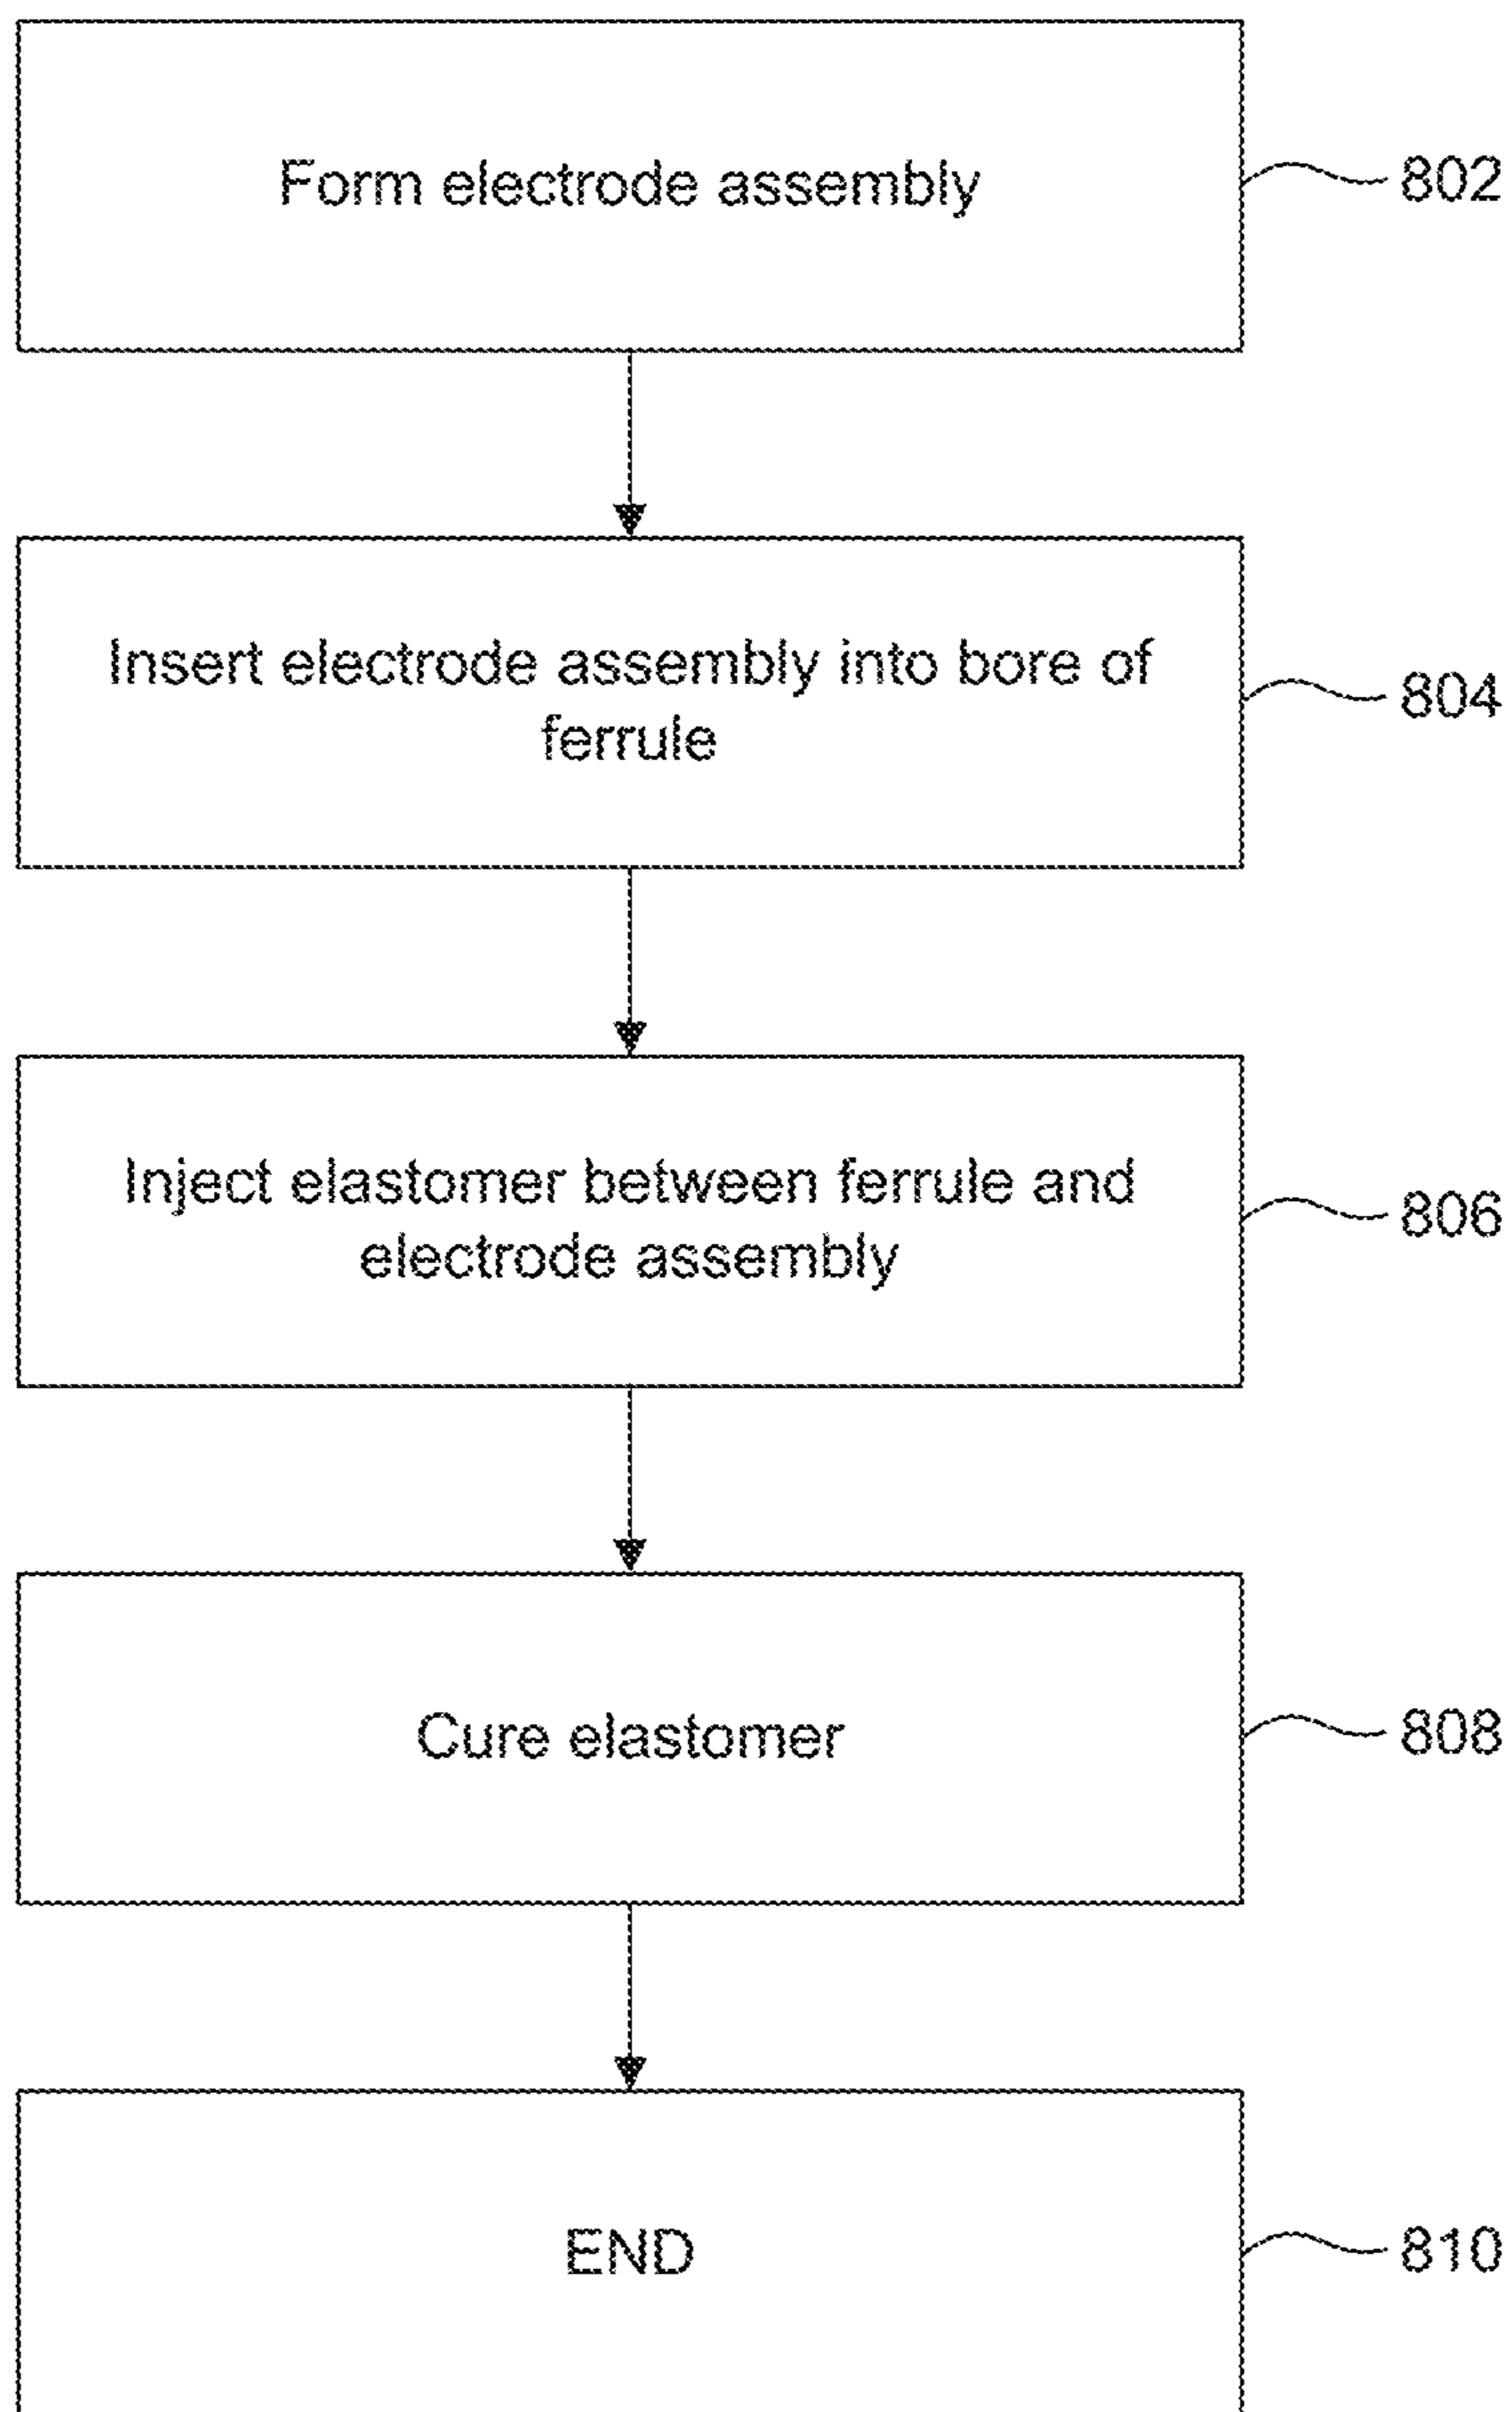 Form electrode assembly
802
Insert electrode assembly into bore of
ferrule
804
Inject elastomer between ferrule and
electrode assembly
806
Cure elastomer
808
END
810